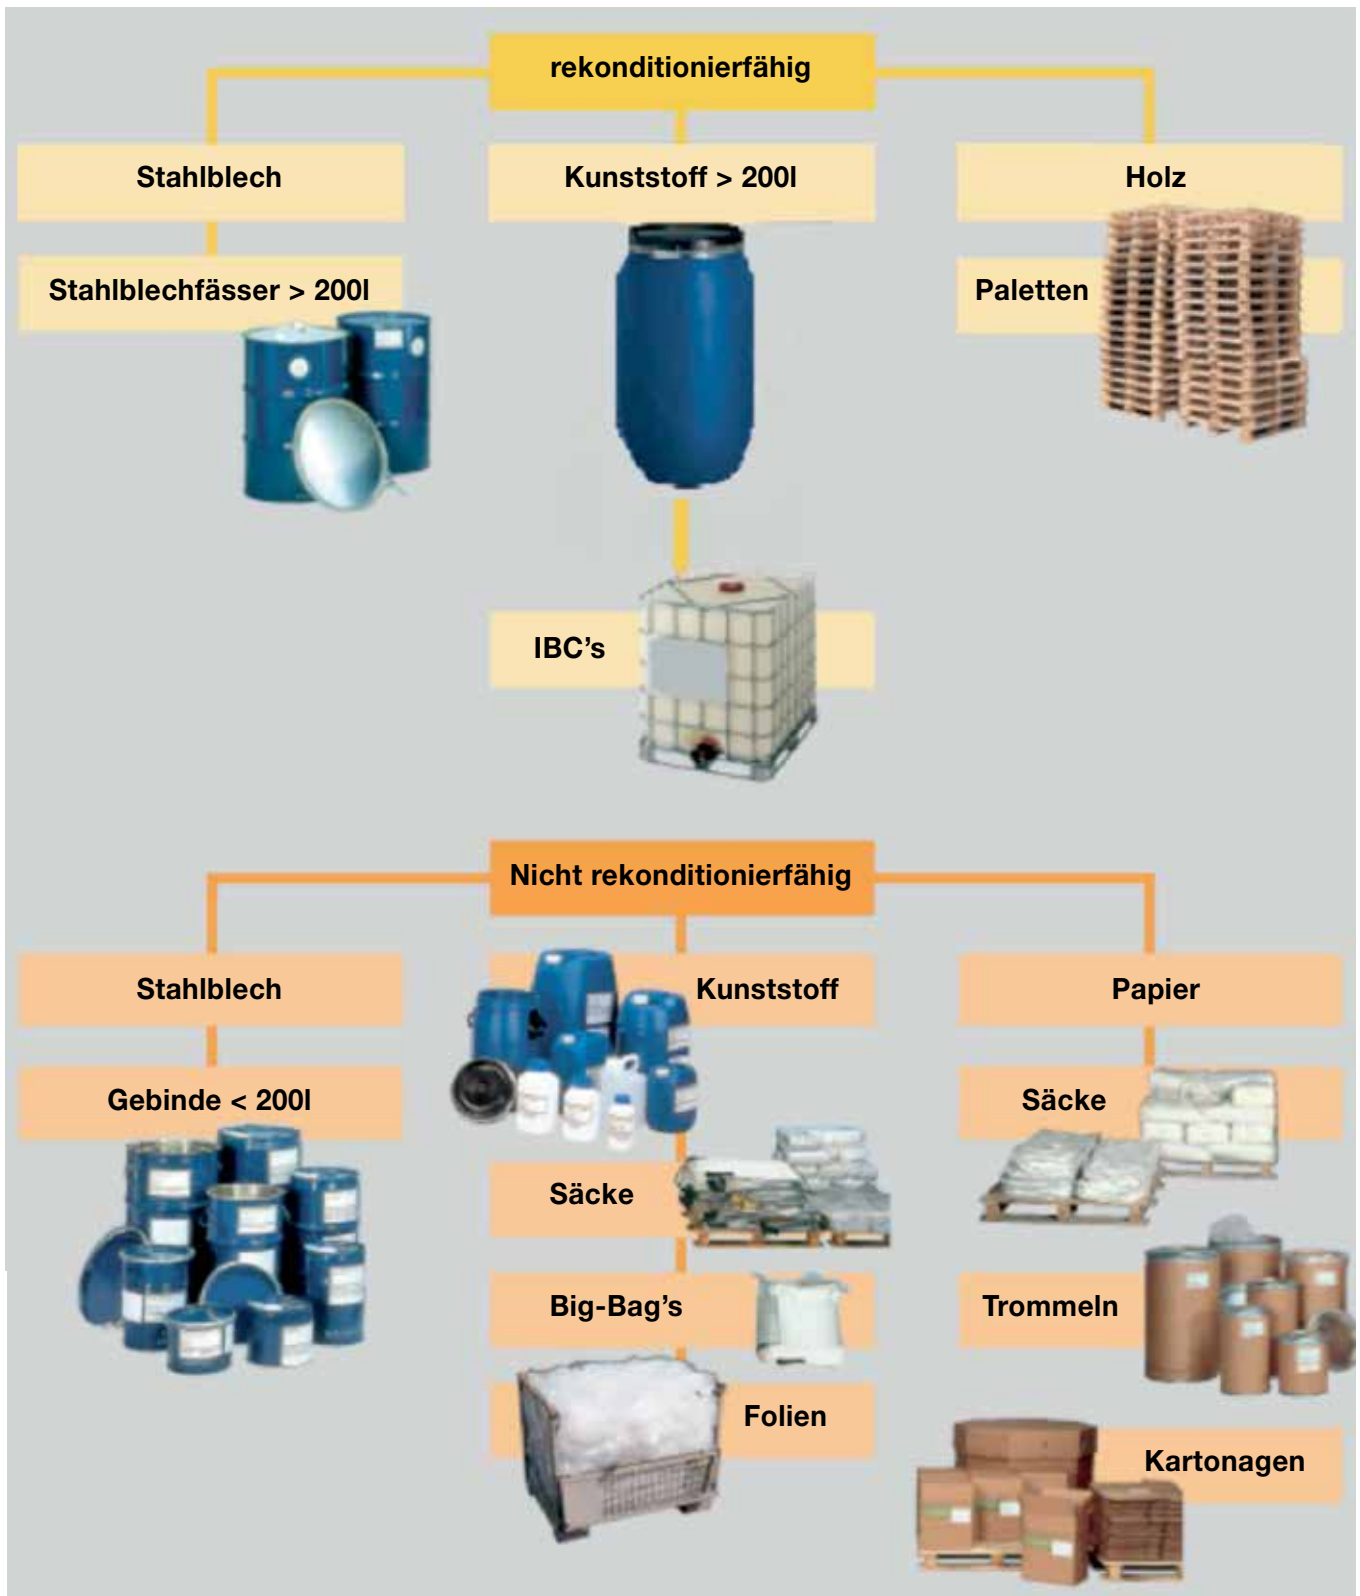 rekonditionierfähig
Stahlblech
Kunststoff > 200l
Holz
Stahlblechfässer > 200l
Paletten
IBC’s
Nicht rekonditionierfähig
Stahlblech
Kunststoff
Papier
Gebinde < 200l
Säcke
Säcke
Big-Bag’s
Trommeln
Folien
Kartonagen